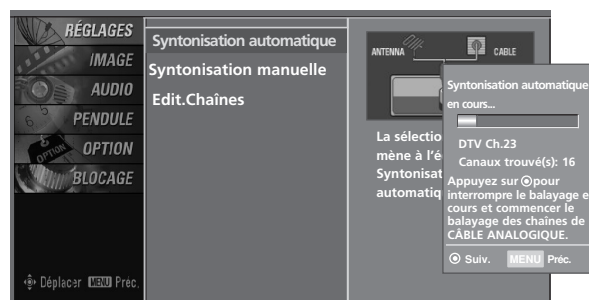 RÉGLAGES
IMAGE
AUDIO
PENDULE
OPTION
OPTION
BLOCAGE
Déplacer MENU Préc.
Syntonisation automatique
Syntonisation manuelle
Edit.Chaînes
ANTENNA
CABLE
La sélectio
mène à l'é
Syntonisat
automatiq
Syntonisation automatique
en cours...
DTV Ch.23
Canaux trouvé(s): 16
Appuyez sur pour
interrompre le balayage e
cours et commencer le
balayage des chaînes de
CÂBLE ANALOGIQUE.
Suiv. MENU Préc.